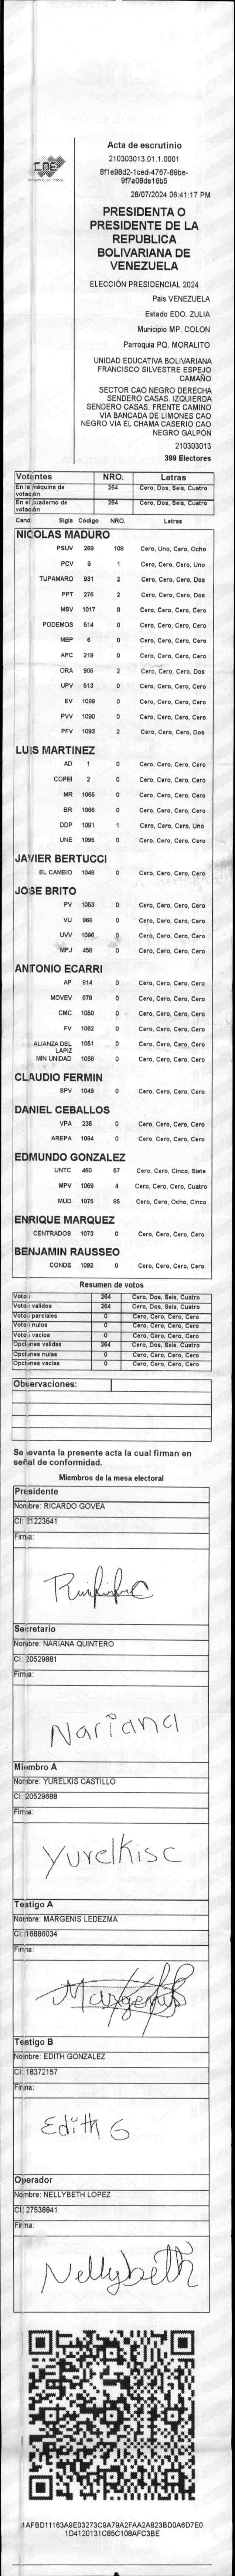 CNE
Acta de escrutinio
210303013.01.1.0001
8f1e98d2-1ced-4767-89be-
9f7a08de16b5
28/07/2024 06:41:17 PM
PRESIDENTA O
PRESIDENTE DE LA
REPUBLICA
BOLIVARIANA DE
VENEZUELA
ELECCIÓN PRESIDENCIAL 2024
Pais VENEZUELA
Estado EDO. ZULIA
Municipio MP. COLON
Parroquia PQ. MORALITO
UNIDAD EDUCATIVA BOLIVARIANA
FRANCISCO SILVESTRE ESPEJO
CAMAÑO
SECTOR CAO NEGRO DERECHA
SENDERO CASAS. IZQUIERDA
SENDERO CASAS. FRENTE CAMINO
VIA BANCADA DE LIMONES CAO
NEGRO VIA EL CHAMA CASERIO CAO
NEGRO GALPÓN
210303013
399 Electores
Votantes NRO. Letras
En la máquina de votación 264 Cero, Dos, Seis, Cuatro
En el cuaderno de votación 264 Cero, Dos, Seis, Cuatro
Cand. Sigla Código NRO. Letras
NICOLAS MADURO
PSUV 269 108 Cero, Uno, Cero, Ocho
PCV 9 1 Cero, Cero, Cero, Uno
TUPAMARO 931 2 Cero, Cero, Cero, Dos
PPT 276 2 Cero, Cero, Cero, Dos
MSV 1017 0 Cero, Cero, Cero, Cero
PODEMOS 514 0 Cero, Cero, Cero, Cero
MEP 6 0 Cero, Cero, Cero, Cero
APC 219 0 Cero, Cero, Cero, Cero
ORA 906 2 Cero, Cero, Cero, Dos
UPV 513 0 Cero, Cero, Cero, Cero
EV 1089 0 Cero, Cero, Cero, Cero
PVV 1090 0 Cero, Cero, Cero, Cero
PFV 1093 2 Cero, Cero, Cero, Dos
LUIS MARTINEZ
AD 1 0 Cero, Cero, Cero, Cero
COPEI 2 0 Cero, Cero, Cero, Cero
MR 1065 0 Cero, Cero, Cero, Cero
BR 1066 0 Cero, Cero, Cero, Cero
DDP 1091 1 Cero, Cero, Cero, Uno
UNE 1095 0 Cero, Cero, Cero, Cero
JAVIER BERTUCCI
EL CAMBIO 1048 0 Cero, Cero, Cero, Cero
JOSE BRITO
PV 1053 0 Cero, Cero, Cero, Cero
VU 968 0 Cero, Cero, Cero, Cero
UVV 1096 0 Cero, Cero, Cero, Cero
MPJ 458 0 Cero, Cero, Cero, Cero
ANTONIO ECARRI
AP 814 0 Cero, Cero, Cero, Cero
MOVEV 878 0 Cero, Cero, Cero, Cero
CMC 1050 0 Cero, Cero, Cero, Cero
FV 1052 0 Cero, Cero, Cero, Cero
ALIANZA DEL LAPIZ 1051 0 Cero, Cero, Cero, Cero
MIN UNIDAD 1068 0 Cero, Cero, Cero, Cero
CLAUDIO FERMIN
SPV 1049 0 Cero, Cero, Cero, Cero
DANIEL CEBALLOS
VPA 236 0 Cero, Cero, Cero, Cero
AREPA 1094 0 Cero, Cero, Cero, Cero
EDMUNDO GONZALEZ
UNTC 460 57 Cero, Cero, Cinco, Siete
MPV 1069 4 Cero, Cero, Cero, Cuatro
MUD 1075 85 Cero, Cero, Ocho, Cinco
ENRIQUE MARQUEZ
CENTRADOS 1073 0 Cero, Cero, Cero, Cero
BENJAMIN RAUSSEO
CONDE 1092 0 Cero, Cero, Cero, Cero
Resumen de votos
Votos 264 Cero, Dos, Seis, Cuatro
Votos validos 264 Cero, Dos, Seis, Cuatro
Votos parciales 0 Cero, Cero, Cero, Cero
Votos nulos 0 Cero, Cero, Cero, Cero
Votos vacios 0 Cero, Cero, Cero, Cero
Opciones validas 264 Cero, Dos, Seis, Cuatro
Opciones nulas 0 Cero, Cero, Cero, Cero
Opciones vacias 0 Cero, Cero, Cero, Cero
Observaciones:
Se levanta la presente acta la cual firman en
señal de conformidad.
Miembros de la mesa electoral
Presidente
Nombre: RICARDO GOVEA
CI: 21223641
Firma:
Secretario
Nombre: NARIANA QUINTERO
CI: 20529881
Firma:
Nariana
Miembro A
Nombre: YURELKIS CASTILLO
CI: 20529688
Firma:
Yurelkisc
Testigo A
Nombre: MARGENIS LEDEZMA
CI: 16886034
Firma:
Margenis
Testigo B
Nombre: EDITH GONZALEZ
CI: 18372157
Firma:
Edith G
Operador
Nombre: NELLYBETH LOPEZ
CI: 27538841
Firma:
Nellybeth
1AFBD11163A9E03273C9A79A2FAA2A823BD0A6D7E0
1D4120131C85C108AFC3BE